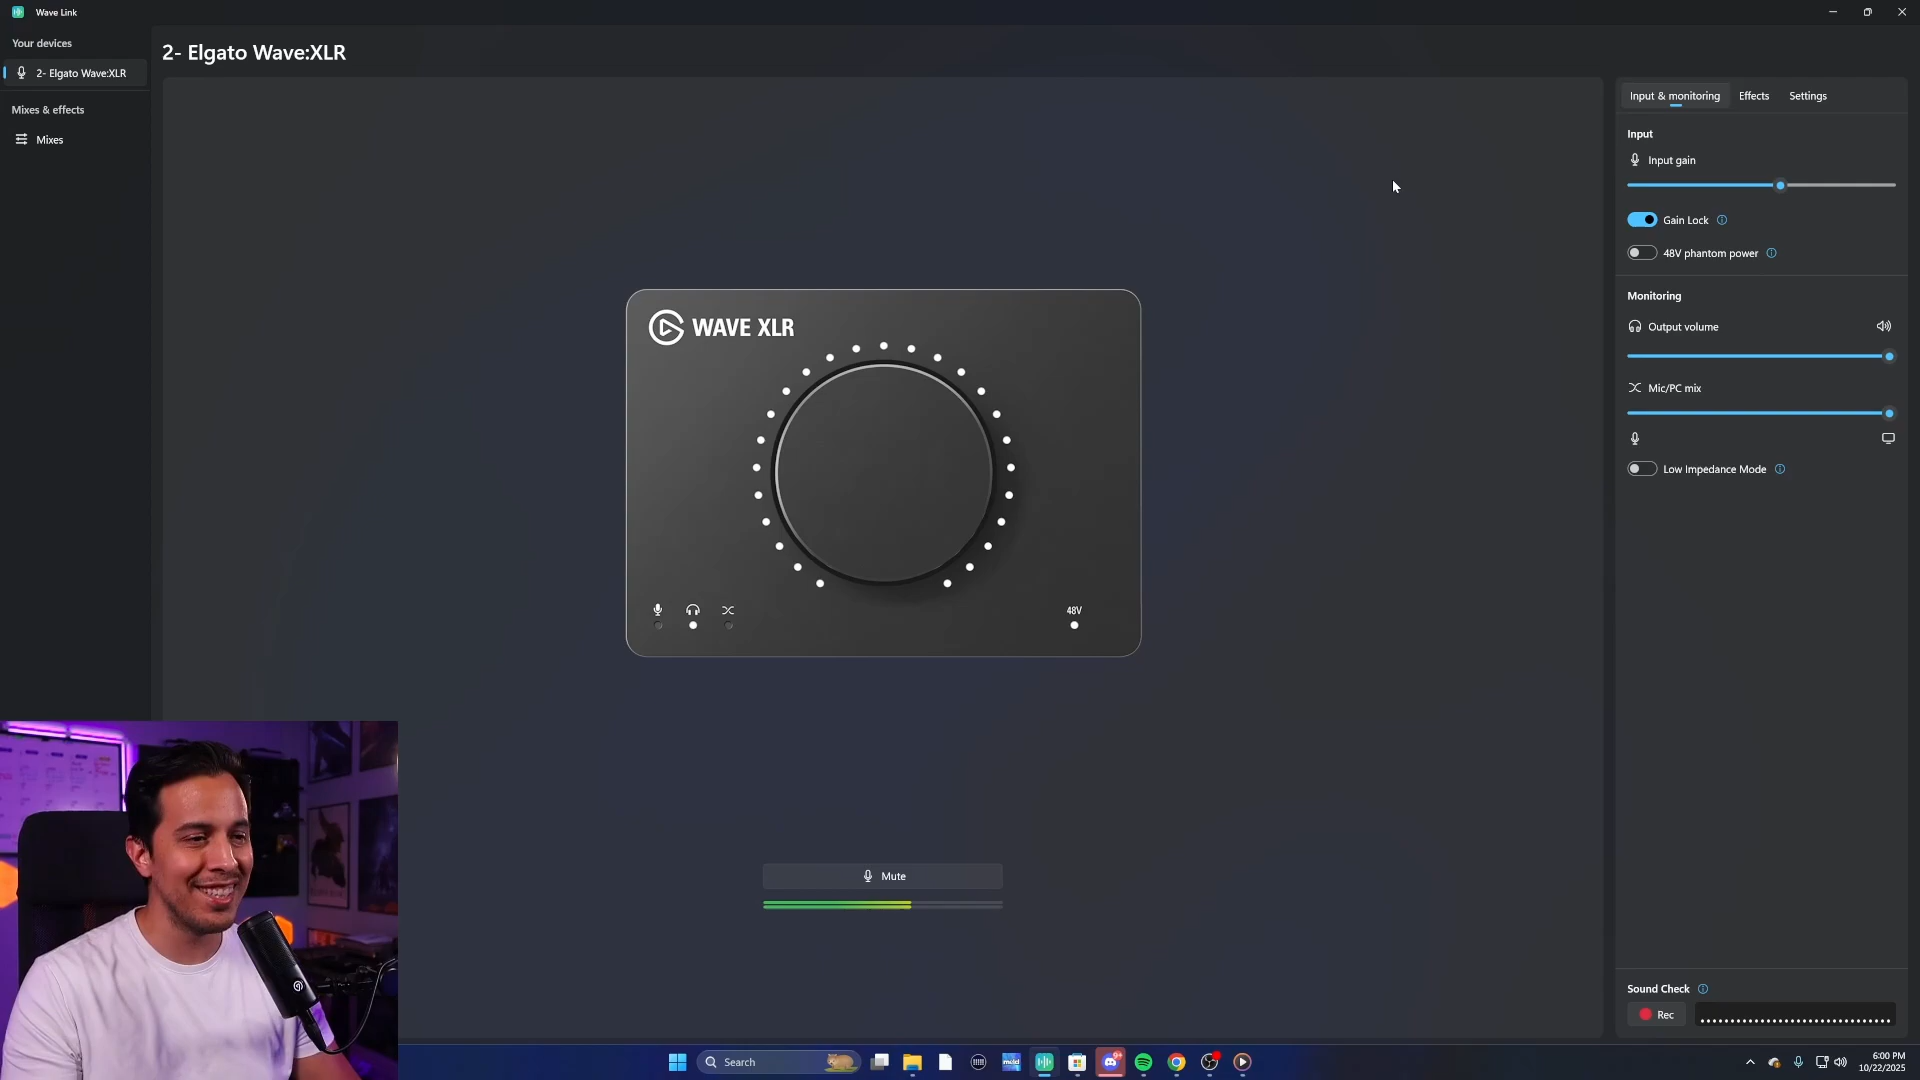 Wave Link
Your devices
2- Elgato Wave:XLR
Mixes & effects
Mixes
2- Elgato Wave:XLR
WAVE XLR
48V
Mute
Input & monitoring
Effects
Settings
Input
Input gain
Gain Lock
48V phantom power
Monitoring
Output volume
Mic/PC mix
Low Impedance Mode
Sound Check
Rec
Search
6:00 PM
10/22/2025